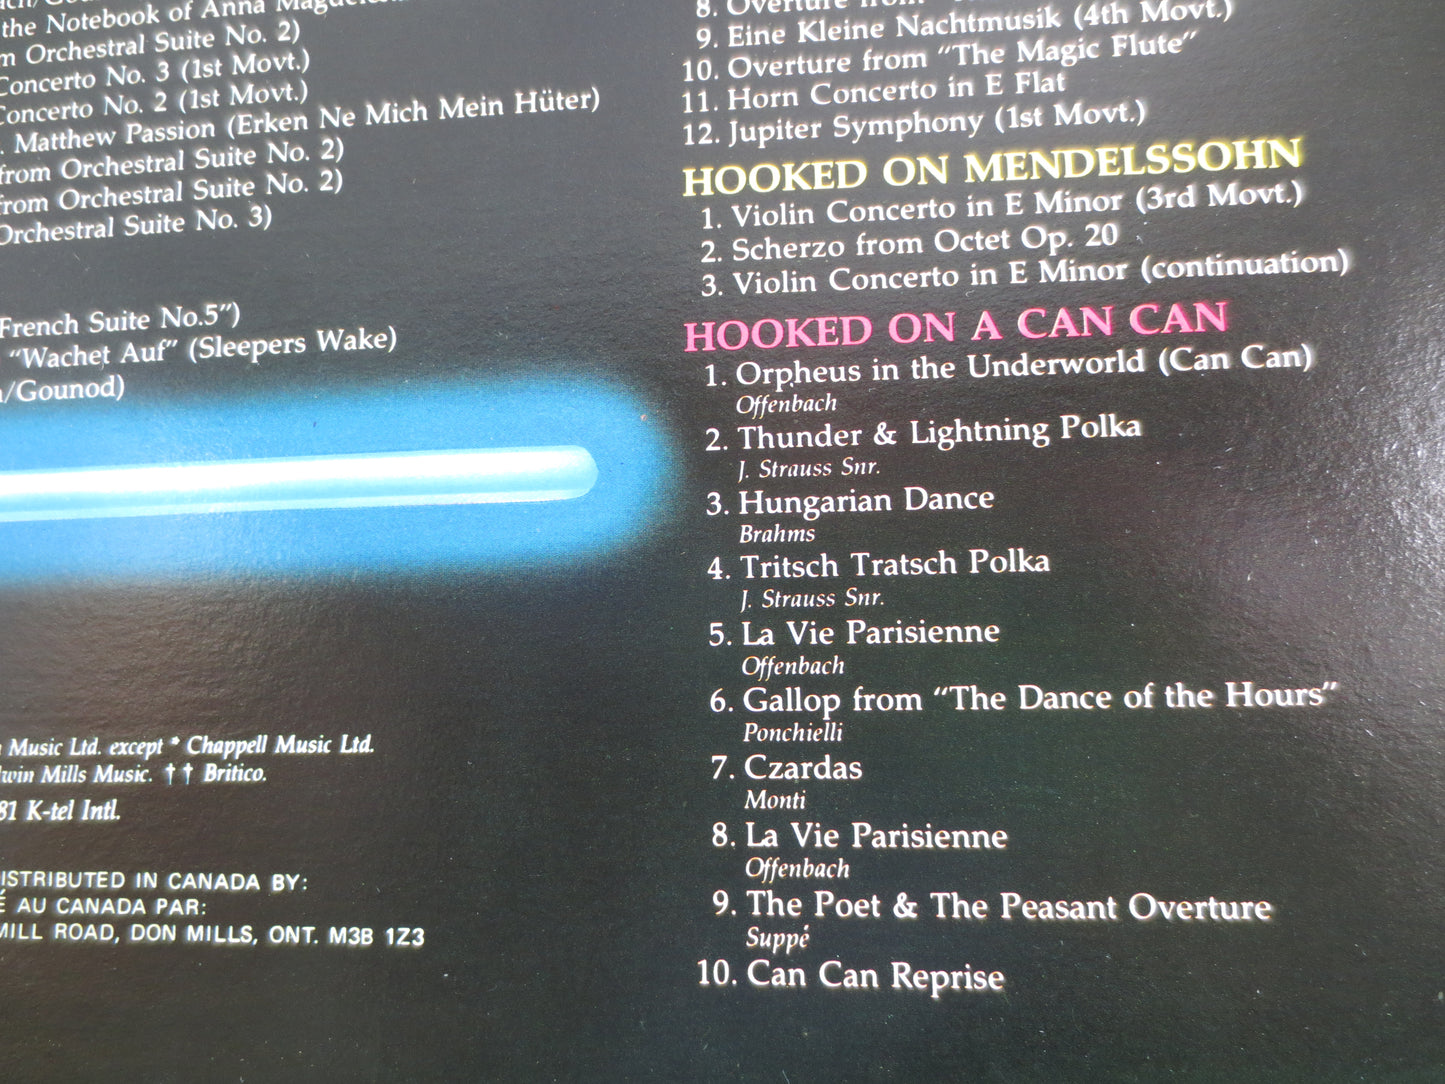 the Notebook of Anna
Orchestral Suite No. 2)
Concerto No. 3 (1st Movt.)
Concerto No. 2 (1st Movt.)
Matthew Passion (Erken Ne Mich Mein Hüter)
from Orchestral Suite No. 2)
from Orchestral Suite No. 2)
Orchestral Suite No. 3)
French Suite No.5")
"Wachet Auf" (Sleepers Wake)
/Gounod)
Music Ltd. except * Chappell Music Ltd.
Mills Music. †† Britico.
81 K-tel Intl.
ISTRIBUTED IN CANADA BY:
É AU CANADA PAR:
MILL ROAD, DON MILLS, ONT. M3B 1Z3
8. Overture from
9. Eine Kleine Nachtmusik (4th Movt.)
10. Overture from "The Magic Flute"
11. Horn Concerto in E Flat
12. Jupiter Symphony (1st Movt.)
HOOKED ON MENDELSSOHN
1. Violin Concerto in E Minor (3rd Movt.)
2. Scherzo from Octet Op. 20
3. Violin Concerto in E Minor (continuation)
HOOKED ON A CAN CAN
1. Orpheus in the Underworld (Can Can)
Offenbach
2. Thunder & Lightning Polka
J. Strauss Snr.
3. Hungarian Dance
Brahms
4. Tritsch Tratsch Polka
J. Strauss Snr.
5. La Vie Parisienne
Offenbach
6. Gallop from "The Dance of the Hours"
Ponchielli
7. Czardas
Monti
8. La Vie Parisienne
Offenbach
9. The Poet & The Peasant Overture
Suppé
10. Can Can Reprise